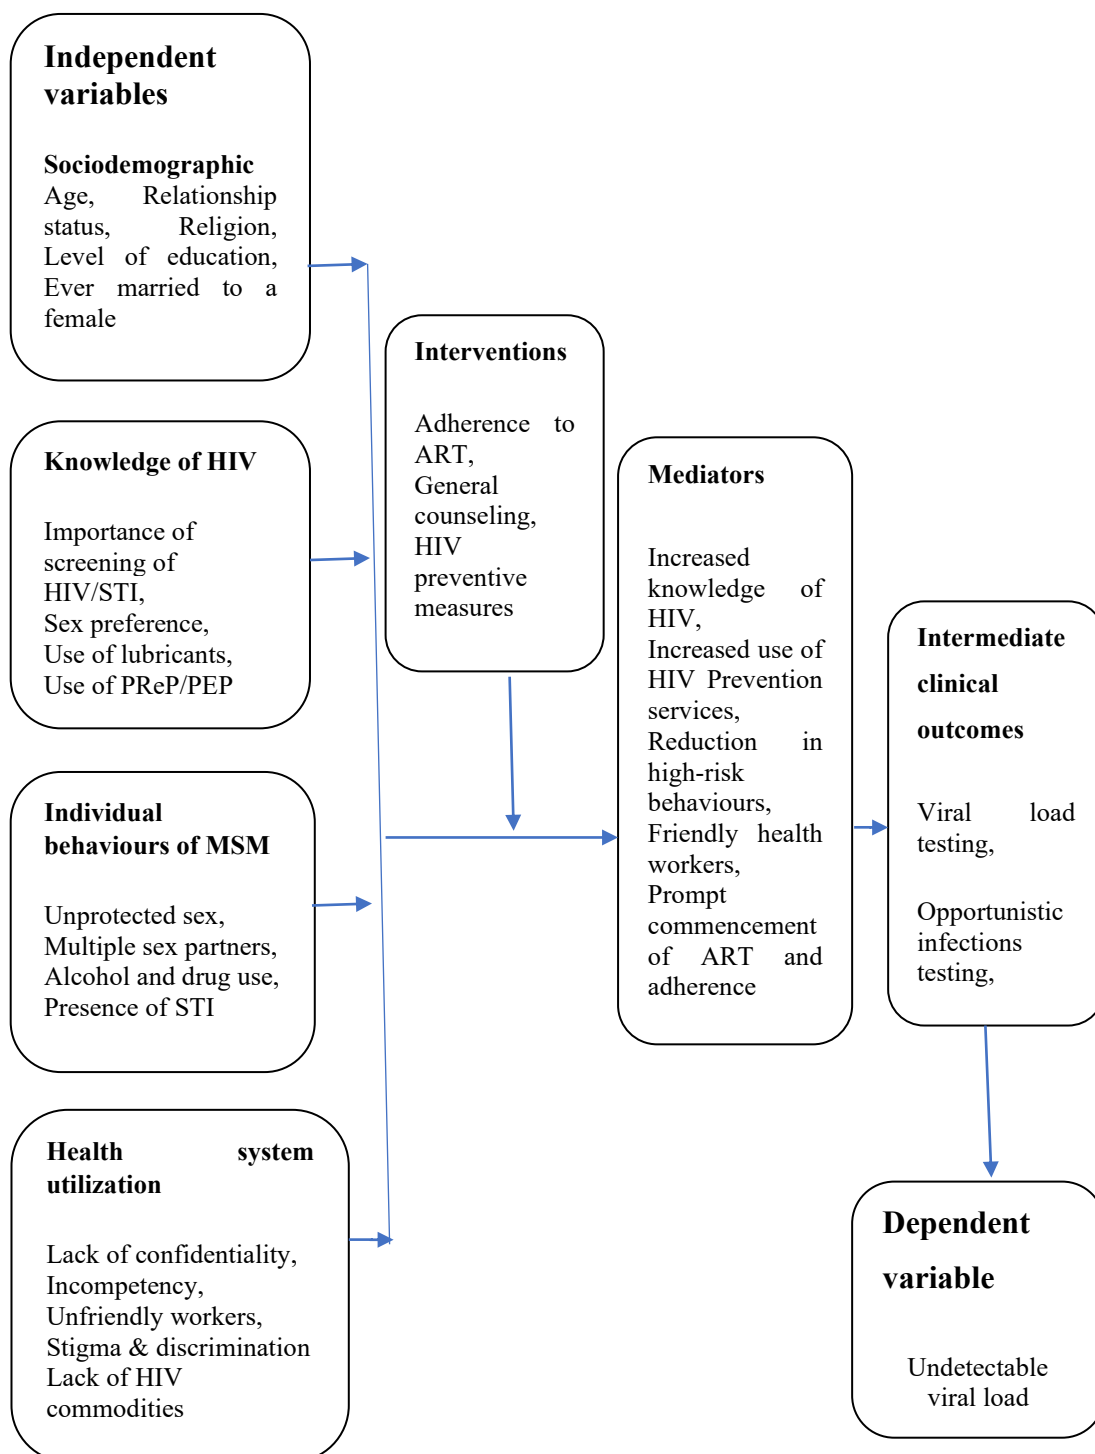 Independent
variables
Sociodemographic
Age, Relationship
status, Religion,
Level of education,
Ever married to a
female
Knowledge of HIV
Importance of
screening of
HIV/STI,
Sex preference,
Use of lubricants,
Use of PReP/PEP
Individual
behaviours of MSM
Unprotected sex,
Multiple sex partners,
Alcohol and drug use,
Presence of STI
Health system
utilization
Lack of confidentiality,
Incompetency,
Unfriendly workers,
Stigma & discrimination
Lack of HIV
commodities
Interventions
Adherence to
ART,
General
counseling,
HIV
preventive
measures
Mediators
Increased
knowledge of
HIV,
Increased use of
HIV Prevention
services,
Reduction in
high-risk
behaviours,
Friendly health
workers,
Prompt
commencement
of ART and
adherence
Intermediate
clinical
outcomes
Viral load
testing,
Opportunistic
infections
testing,
Dependent
variable
Undetectable
viral load